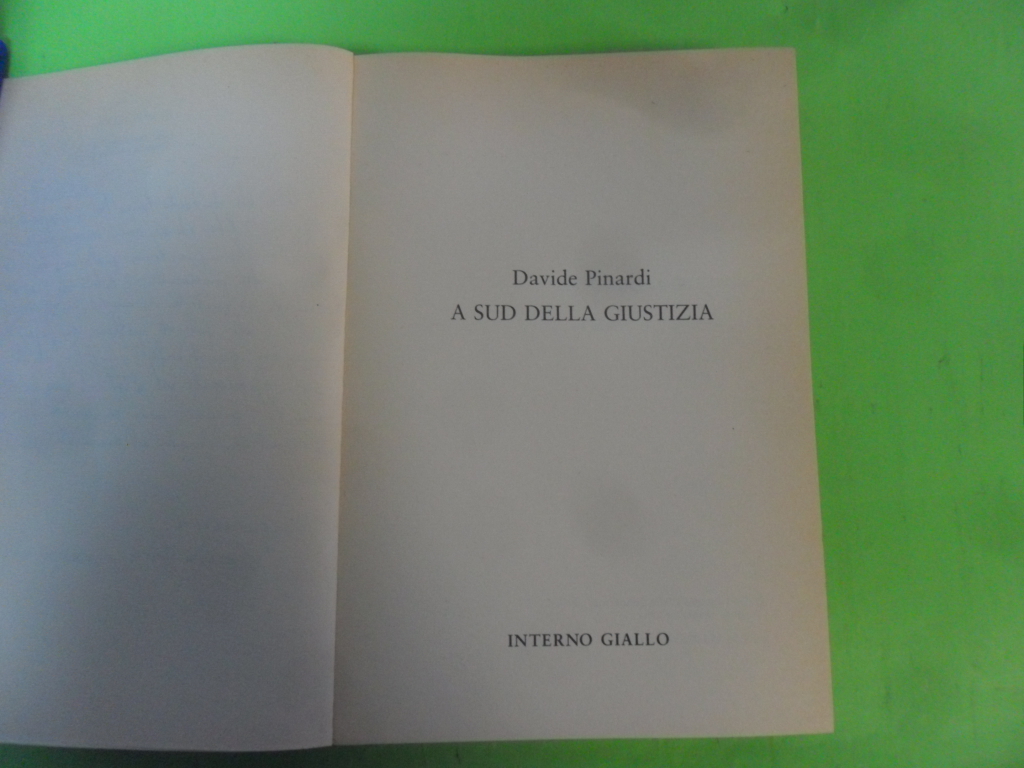 Davide Pinardi
A SUD DELLA GIUSTIZIA
INTERNO GIALLO